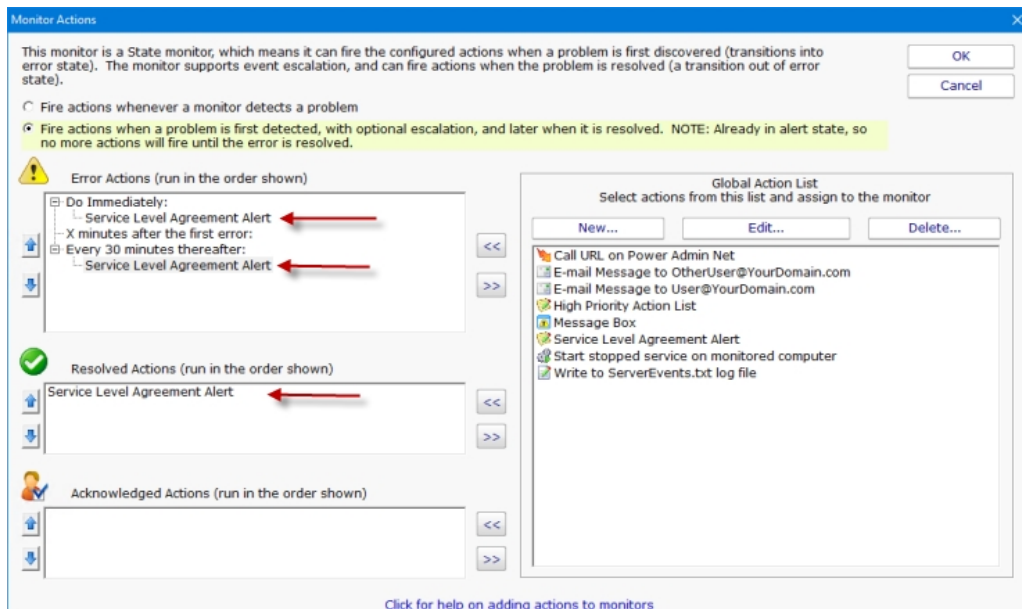 Monitor Actions
This monitor is a State monitor, which means it can fire the configured actions when a problem is first discovered (transitions into
error state). The monitor supports event escalation, and can fire actions when the problem is resolved (a transition out of error
state).
OK
Cancel
Fire actions whenever a monitor detects a problem
Fire actions when a problem is first detected, with optional escalation, and later when it is resolved. NOTE: Already in alert state, so
no more actions will fire until the error is resolved.
Error Actions (run in the order shown)
Do Immediately:
Service Level Agreement Alert
X minutes after the first error:
Every 30 minutes thereafter:
Service Level Agreement Alert
<<
>>
Resolved Actions (run in the order shown)
Service Level Agreement Alert
<<
>>
Acknowledged Actions (run in the order shown)
<<
>>
Global Action List
Select actions from this list and assign to the monitor
New... Edit... Delete...
Call URL on Power Admin Net
E-mail Message to OtherUser@YourDomain.com
E-mail Message to User@YourDomain.com
High Priority Action List
Message Box
Service Level Agreement Alert
Start stopped service on monitored computer
Write to ServerEvents.txt log file
Click for help on adding actions to monitors